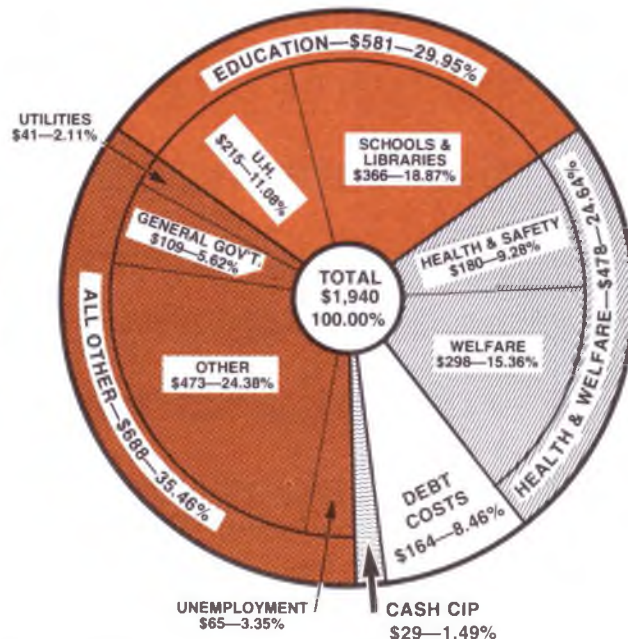 EDUCATION—$581—29.95%
UTILITIES
$41—2.11%
U.H.
$215—11.08%
SCHOOLS &
LIBRARIES
$366—18.87%
GENERAL GOV'T.
$109—5.62%
TOTAL
$1,940
100.00%
HEALTH & SAFETY
$180—9.28%
HEALTH & WELFARE—$478—24.64%
WELFARE
$298—15.36%
OTHER
$473—24.38%
ALL OTHER—$688—35.46%
DEBT
COSTS
$164—8.46%
UNEMPLOYMENT
$65—3.35%
CASH CIP
$29—1.49%